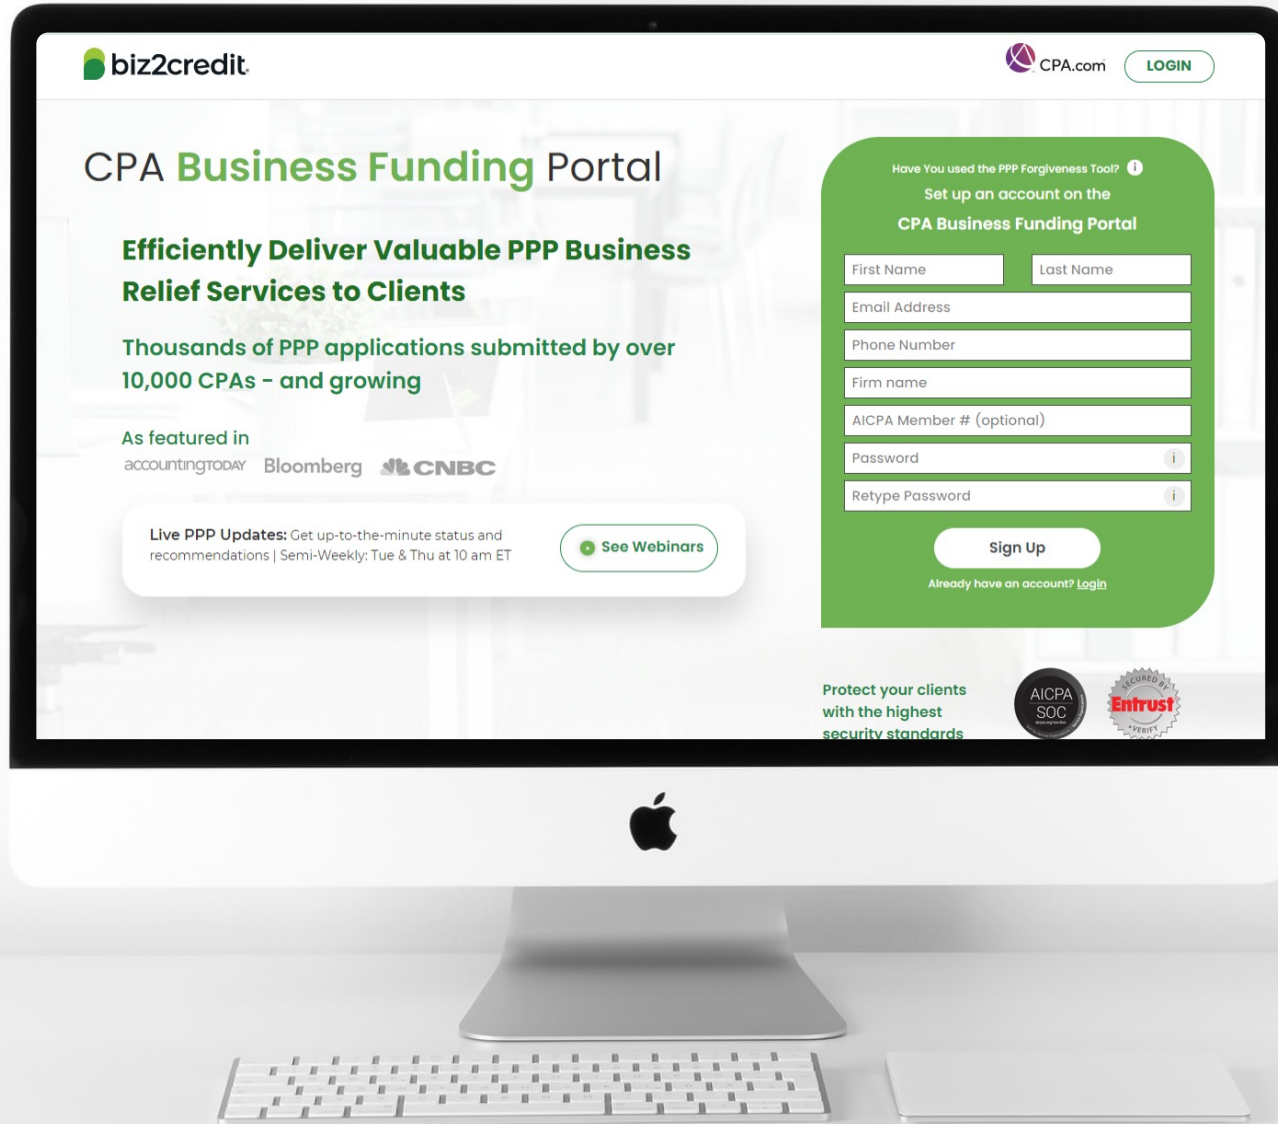 biz2credit
CPA.com
LOGIN
CPA Business Funding Portal
Efficiently Deliver Valuable PPP Business
Relief Services to Clients
Thousands of PPP applications submitted by over
10,000 CPAs - and growing
As featured in
accountingTODAY Bloomberg CNBC
Live PPP Updates: Get up-to-the-minute status and
recommendations | Semi-Weekly: Tue & Thu at 10 am ET
See Webinars
Have You used the PPP Forgiveness Tool? i
Set up an account on the
CPA Business Funding Portal
First Name
Last Name
Email Address
Phone Number
Firm name
AICPA Member # (optional)
Password i
Retype Password i
Sign Up
Already have an account? Login
Protect your clients
with the highest
security standards
AICPA
SOC
SECURED BY
Entrust
VERIFY